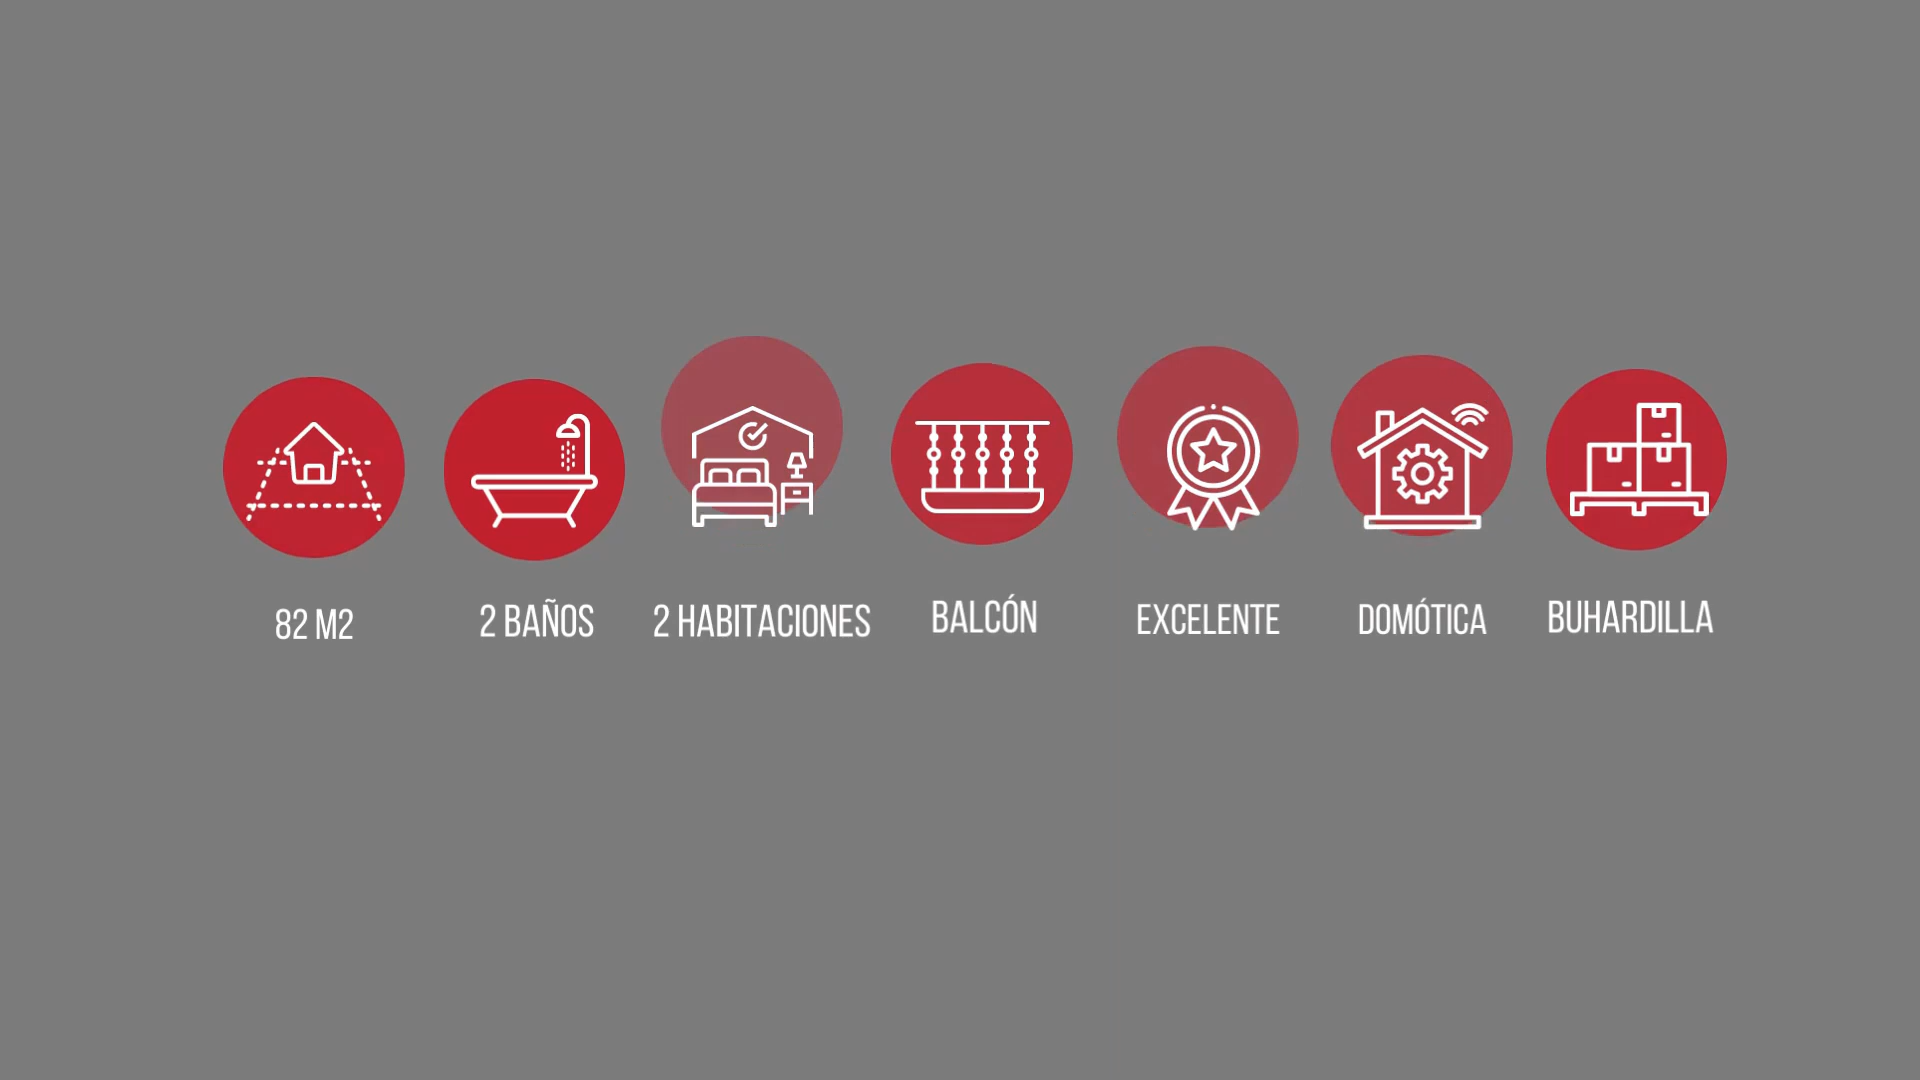 82 M2
2 BAÑOS
2 HABITACIONES
BALCÓN
EXCELENTE
DOMÓTICA
BUHARDILLA